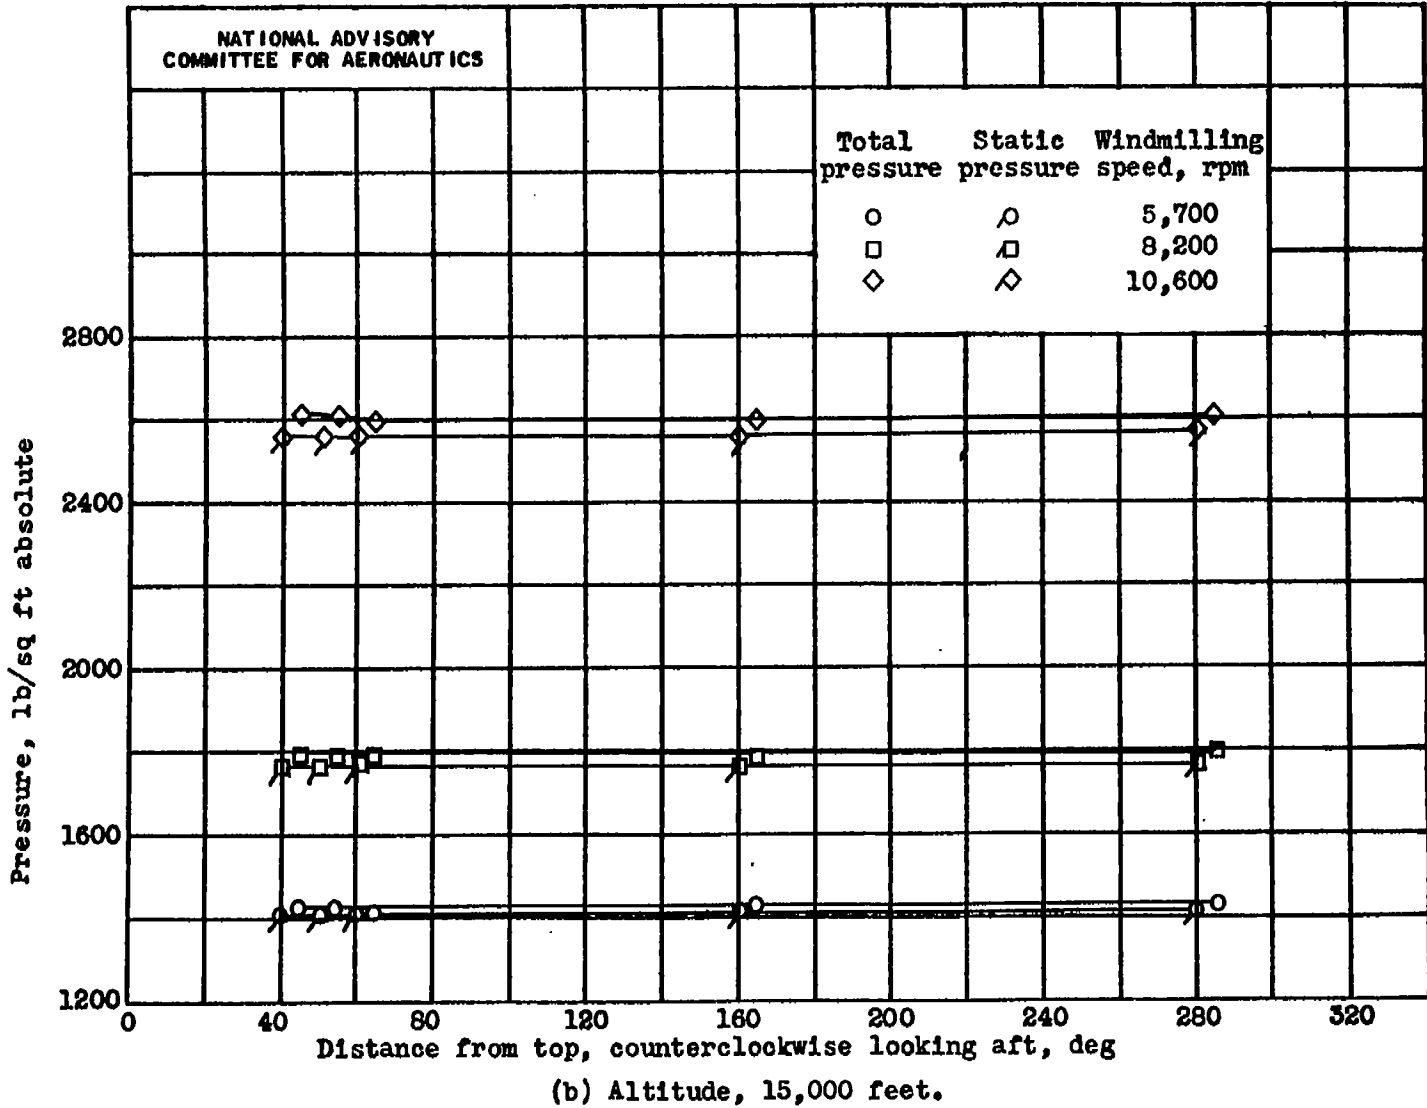 NATIONAL ADVISORY
COMMITTEE FOR AERONAUTICS
Total Static Windmilling
pressure pressure speed, rpm
5,700
8,200
10,600
2800
2400
2000
1600
1200
0 40 80 120 160 200 240 280 320
Pressure, lb/sq ft absolute
Distance from top, counterclockwise looking aft, deg
(b) Altitude, 15,000 feet.